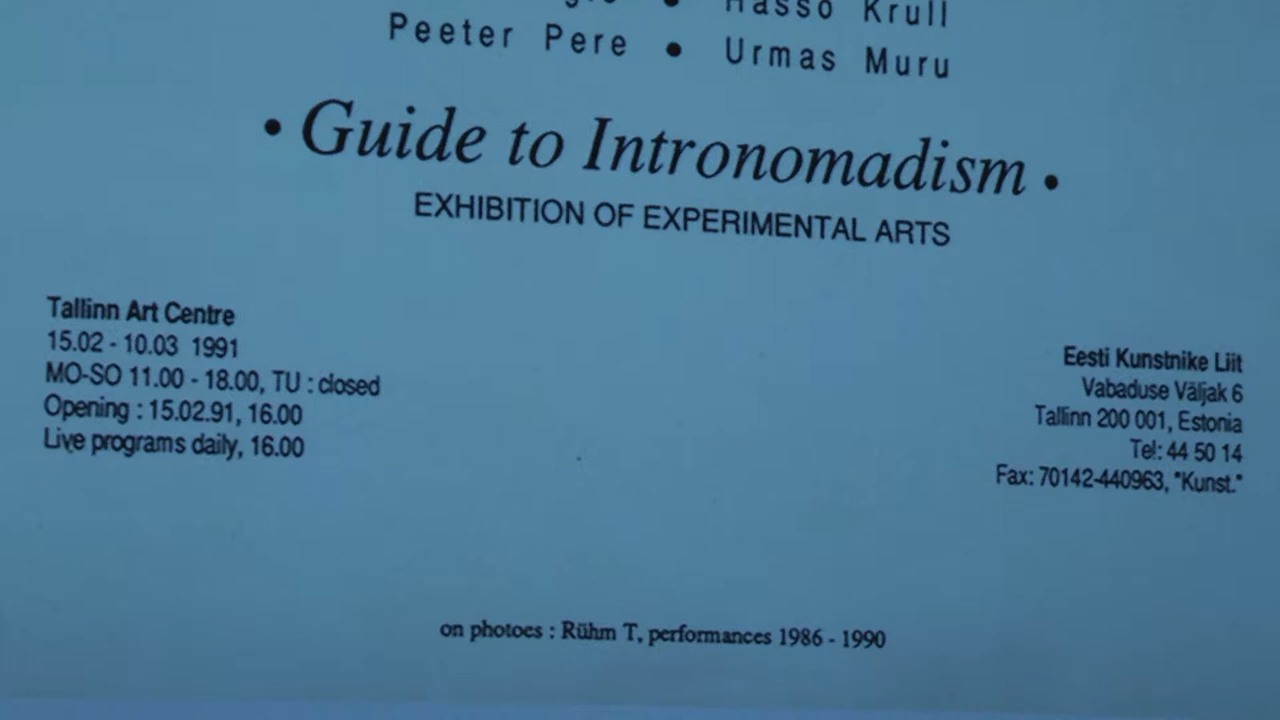 • Hasso Krull
Peeter Pere • Urmas Muru
• Guide to Intronomadism •
EXHIBITION OF EXPERIMENTAL ARTS
Tallinn Art Centre
15.02 - 10.03 1991
MO-SO 11.00 - 18.00, TU : closed
Opening : 15.02.91, 16.00
Live programs daily, 16.00
Eesti Kunstnike Liit
Vabaduse Väljak 6
Tallinn 200 001, Estonia
Tel: 44 50 14
Fax: 70142-440963, "Kunst."
on photoes : Rühm T, performances 1986 - 1990